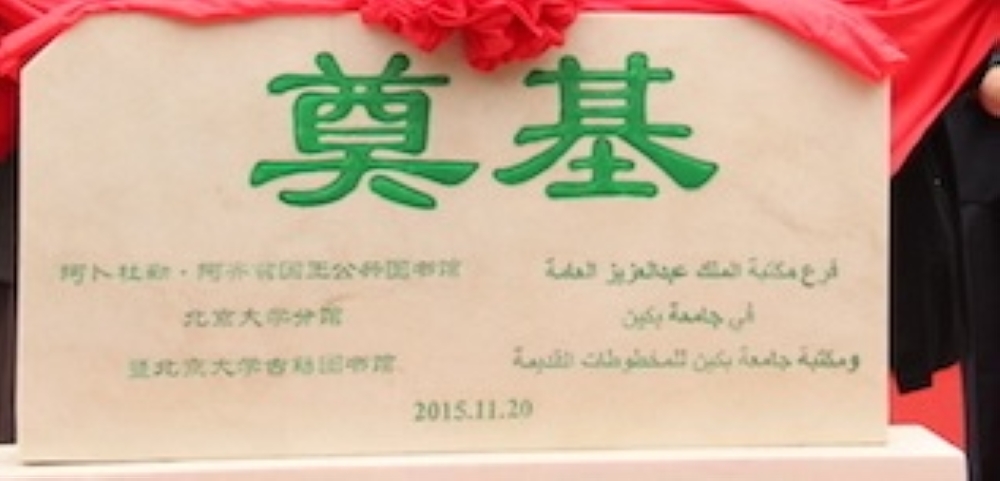 奠基
阿卜杜勒·阿齐兹国王公共图书馆
北京大学分馆
暨北京大学古籍图书馆
فرع مكتبة الملك عبدالعزيز العامة
في جامعة بكين
ومكتبة جامعة بكين للمخطوطات القديمة
2015.11.20